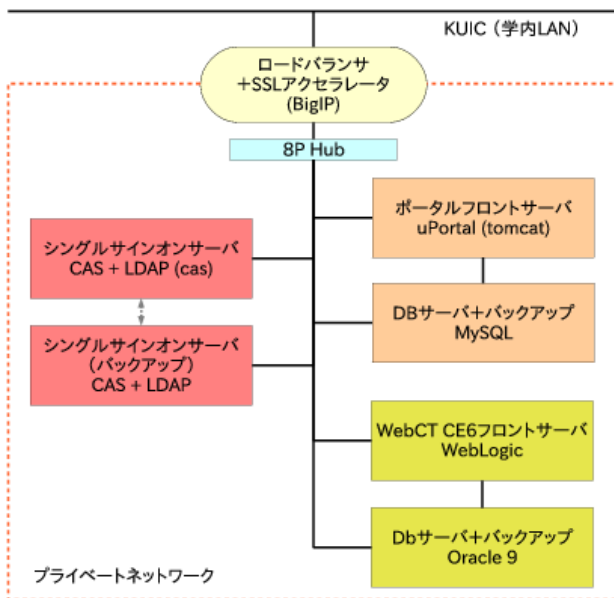 KUIC（学内LAN）
ロードバランサ
＋SSLアクセラレータ
(BigIP)
8P Hub
シングルサインオンサーバ
CAS + LDAP (cas)
シングルサインオンサーバ
（バックアップ）
CAS + LDAP
ポータルフロントサーバ
uPortal (tomcat)
DBサーバ＋バックアップ
MySQL
WebCT CE6フロントサーバ
WebLogic
Dbサーバ＋バックアップ
Oracle 9
プライベートネットワーク